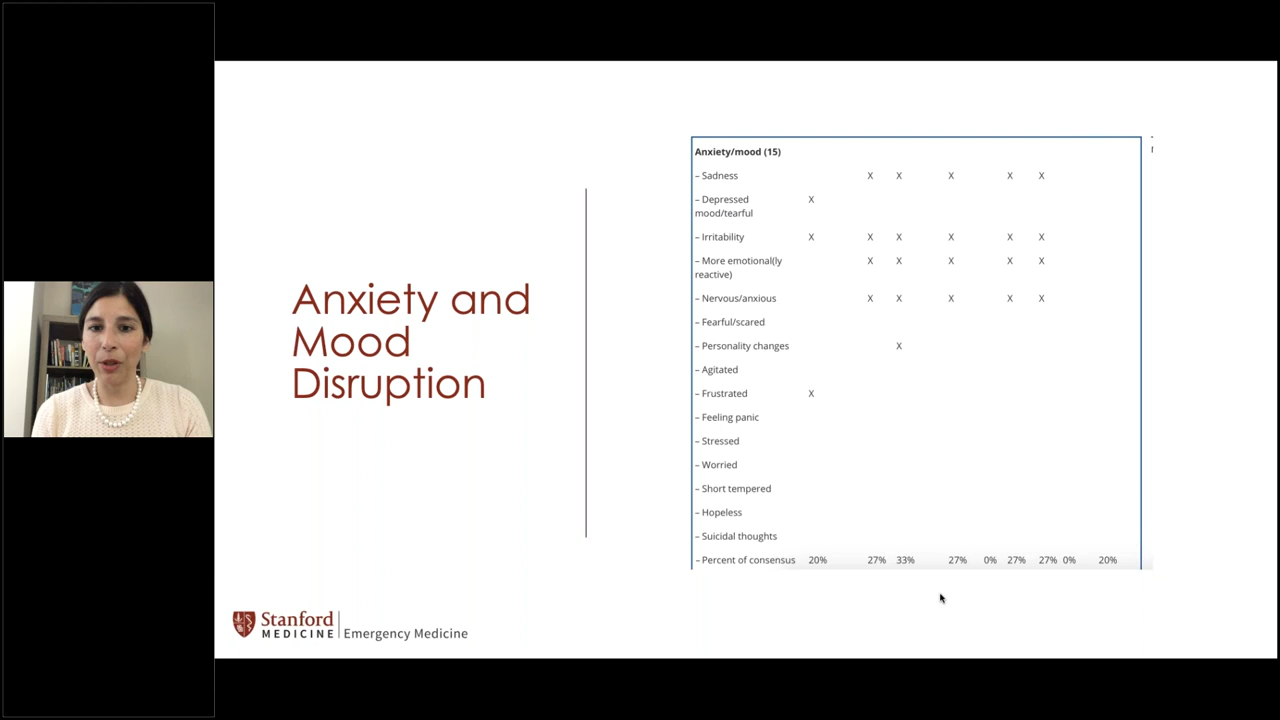 Anxiety and
Mood
Disruption
Anxiety/mood (15)
– Sadness X X X X X
– Depressed X
mood/tearful
– Irritability X X X X X X
– More emotional(ly X X X X X
reactive)
– Nervous/anxious X X X X X
– Fearful/scared
– Personality changes X
– Agitated
– Frustrated X
– Feeling panic
– Stressed
– Worried
– Short tempered
– Hopeless
– Suicidal thoughts
– Percent of consensus 20% 27% 33% 27% 0% 27% 27% 0% 20%
Stanford
MEDICINE
Emergency Medicine